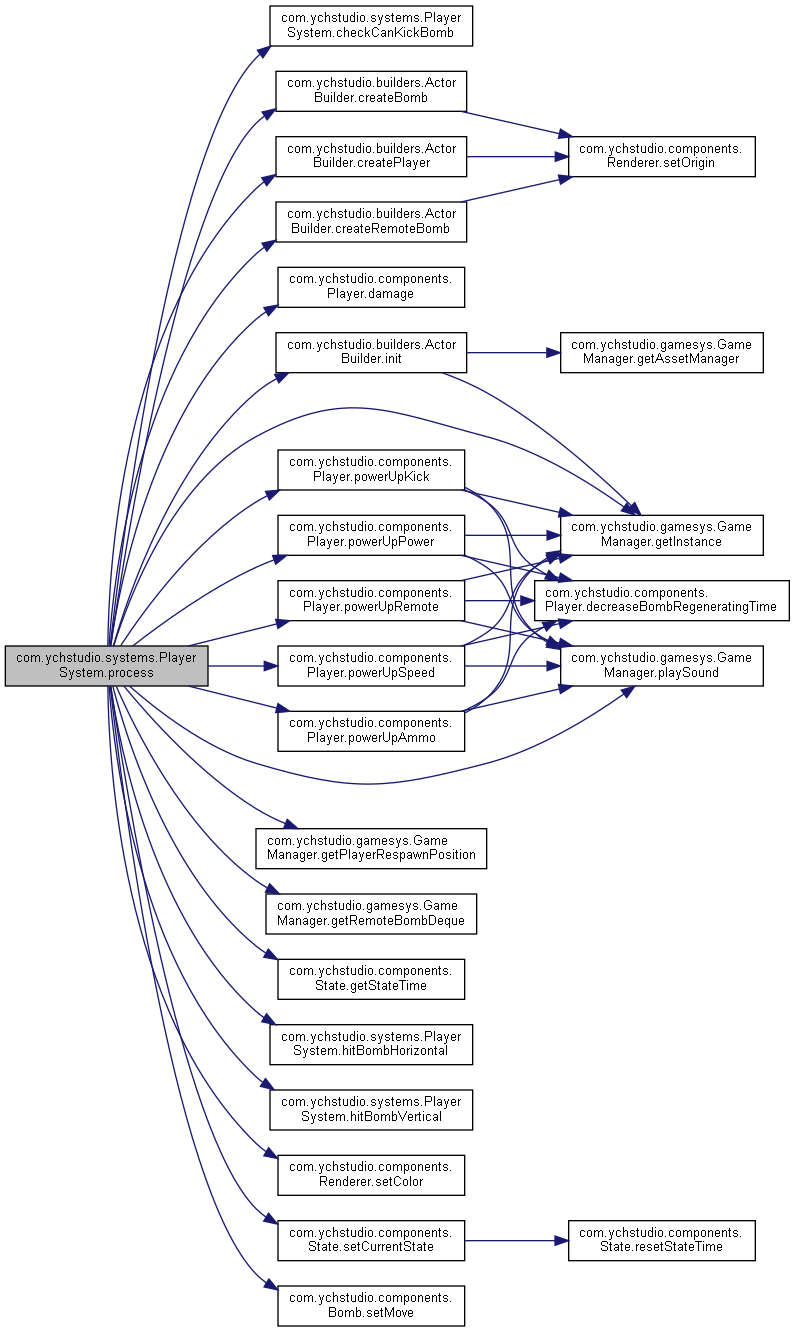 com.ychstudio.systems.Player
System.checkCanKickBomb
com.ychstudio.builders.Actor
Builder.createBomb
com.ychstudio.builders.Actor
Builder.createPlayer
com.ychstudio.components.
Renderer.setOrigin
com.ychstudio.builders.Actor
Builder.createRemoteBomb
com.ychstudio.components.
Player.damage
com.ychstudio.builders.Actor
Builder.init
com.ychstudio.gamesys.Game
Manager.getAssetManager
com.ychstudio.components.
Player.powerUpKick
com.ychstudio.components.
Player.powerUpPower
com.ychstudio.gamesys.Game
Manager.getInstance
com.ychstudio.components.
Player.powerUpRemote
com.ychstudio.components.
Player.decreaseBombRegeneratingTime
com.ychstudio.systems.Player
System.process
com.ychstudio.components.
Player.powerUpSpeed
com.ychstudio.gamesys.Game
Manager.playSound
com.ychstudio.components.
Player.powerUpAmmo
com.ychstudio.gamesys.Game
Manager.getPlayerRespawnPosition
com.ychstudio.gamesys.Game
Manager.getRemoteBombDeque
com.ychstudio.components.
State.getStateTime
com.ychstudio.systems.Player
System.hitBombHorizontal
com.ychstudio.systems.Player
System.hitBombVertical
com.ychstudio.components.
Renderer.setColor
com.ychstudio.components.
State.setCurrentState
com.ychstudio.components.
State.resetStateTime
com.ychstudio.components.
Bomb.setMove